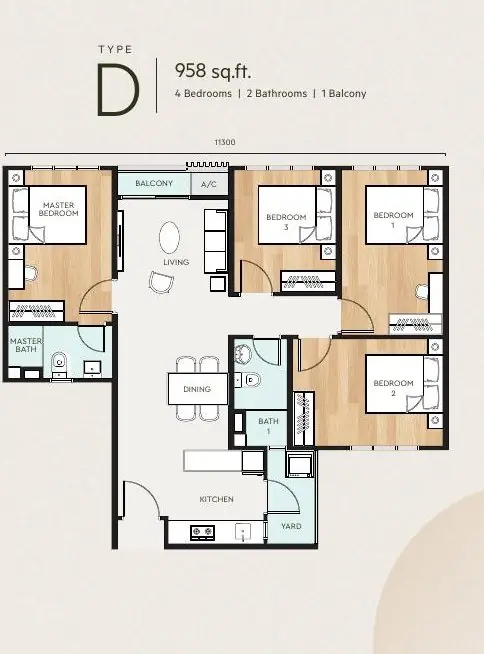 TYPE
D
958 sq.ft.
4 Bedrooms | 2 Bathrooms | 1 Balcony
11300
BALCONY
A/C
MASTER
BEDROOM
BEDROOM
3
BEDROOM
1
LIVING
MASTER
BATH
DINING
BEDROOM
2
BATH
1
KITCHEN
YARD